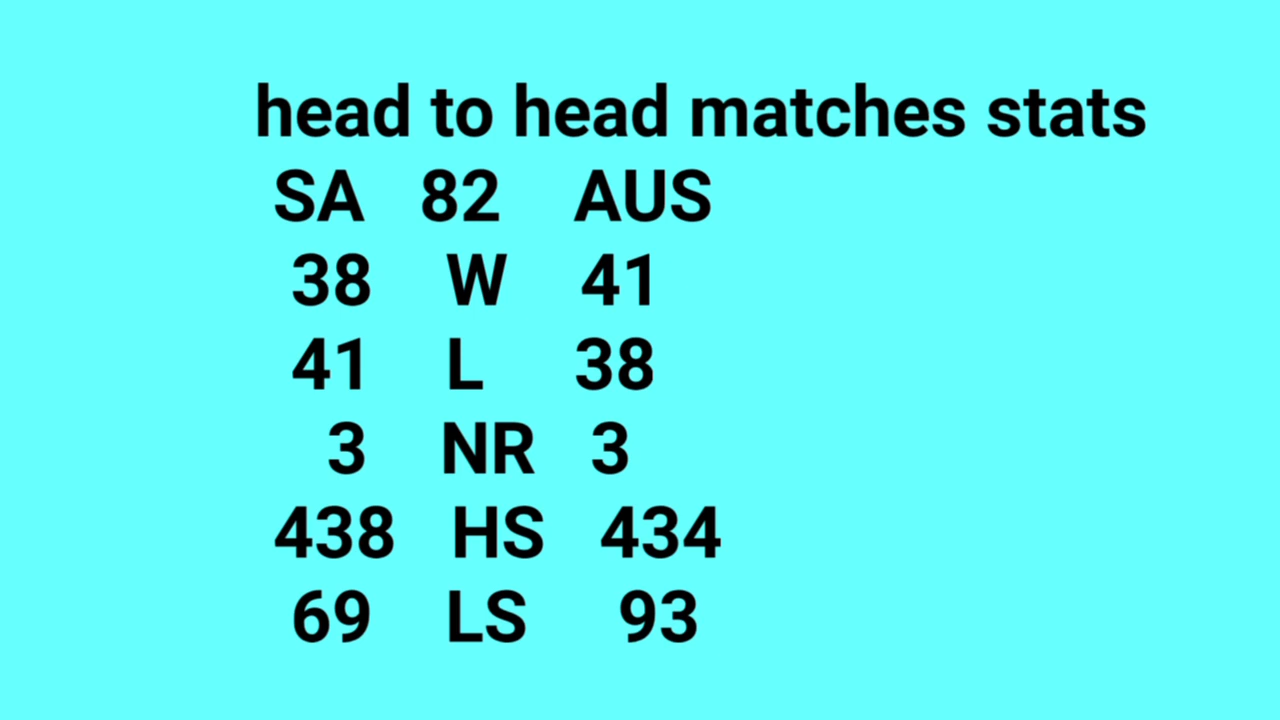 head to head matches stats
SA 82 AUS
38 W 41
41 L 38
3 NR 3
438 HS 434
69 LS 93